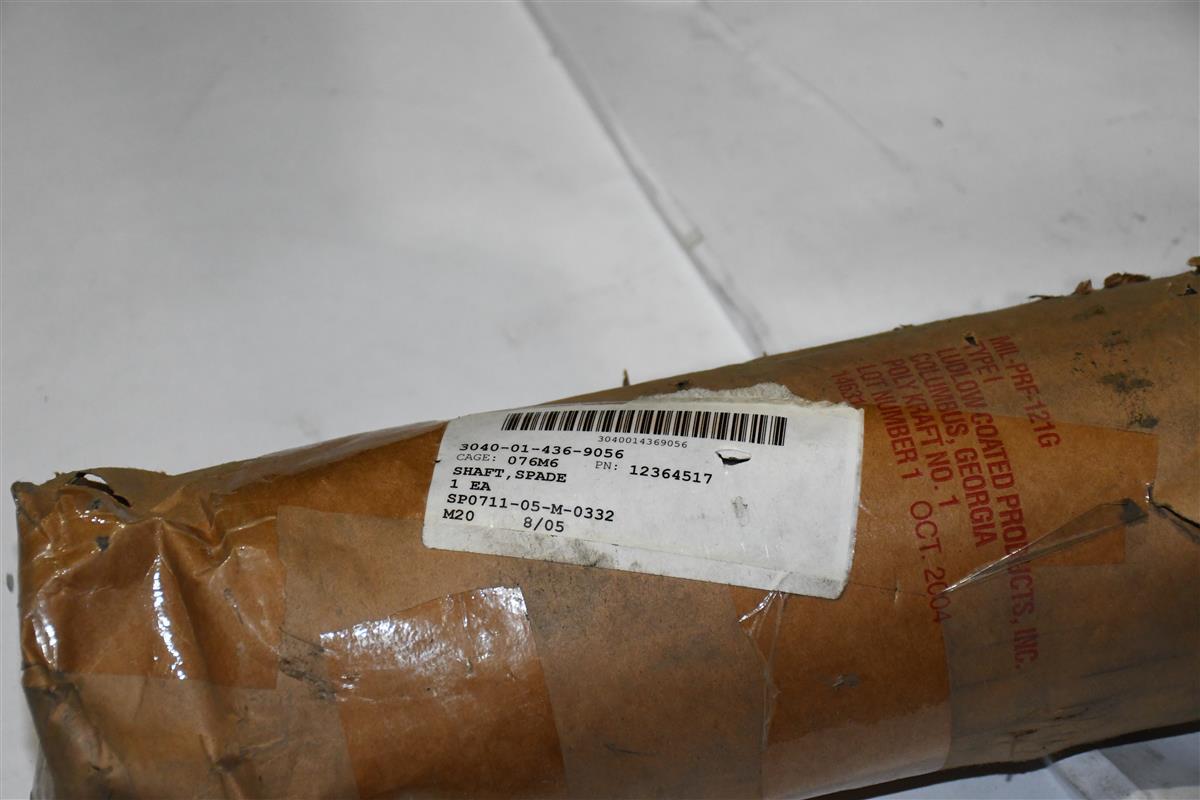 3040014369056
3040-01-436-9056
CAGE: 076M6 PN: 12364517
SHAFT,SPADE
1 EA
SP0711-05-M-0332
M20 8/05
MIL-PRF-121G
TYPE I
LUDLOW COATED PRODUCTS, INC.
COLUMBUS, GEORGIA
POLY KRAFT NO. 1
LOT NUMBER 1 OCT 2004